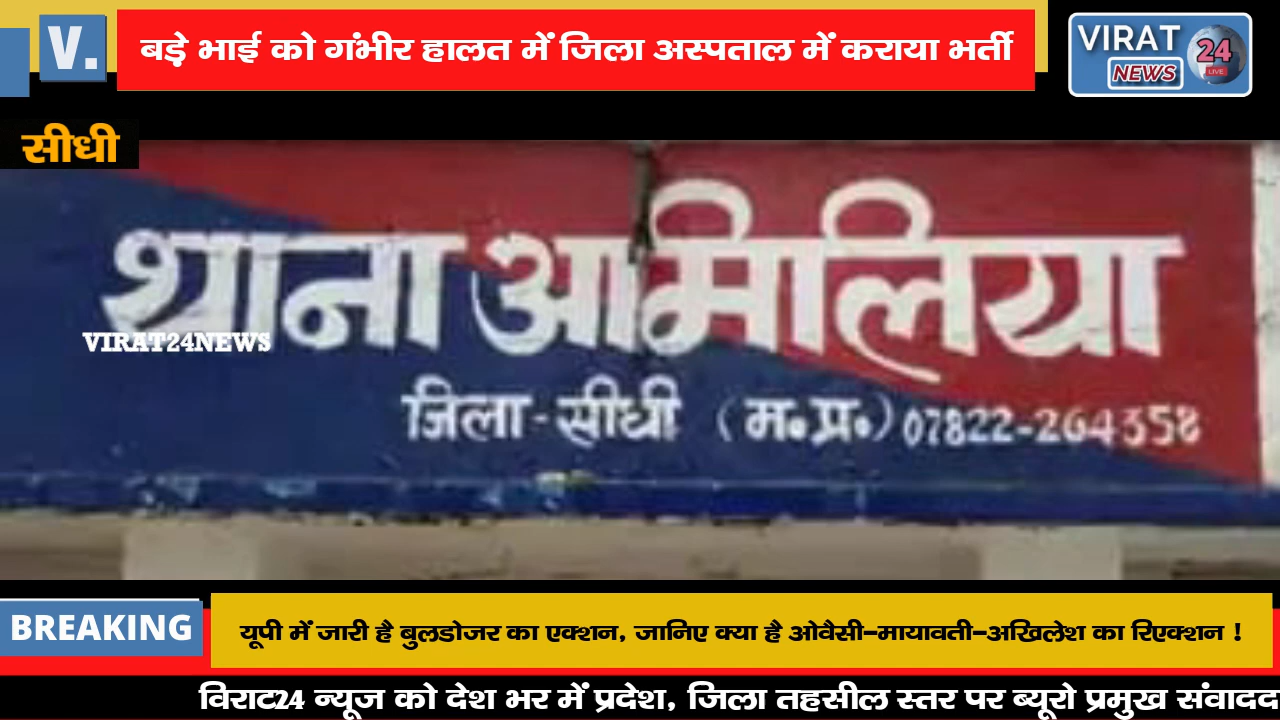 V.
बड़े भाई को गंभीर हालत में जिला अस्पताल में कराया भर्ती
VIRAT
24
NEWS
LIVE
सीधी
थाना अमिलिया
VIRAT24NEWS
जिला-सीधी (म.प्र.) 07822-264358
BREAKING
यूपी में जारी है बुलडोजर का एक्शन, जानिए क्या है ओवैसी-मायावती-अखिलेश का रिएक्शन !
विराट24 न्यूज को देश भर में प्रदेश, जिला तहसील स्तर पर ब्यूरो प्रमुख संवादद